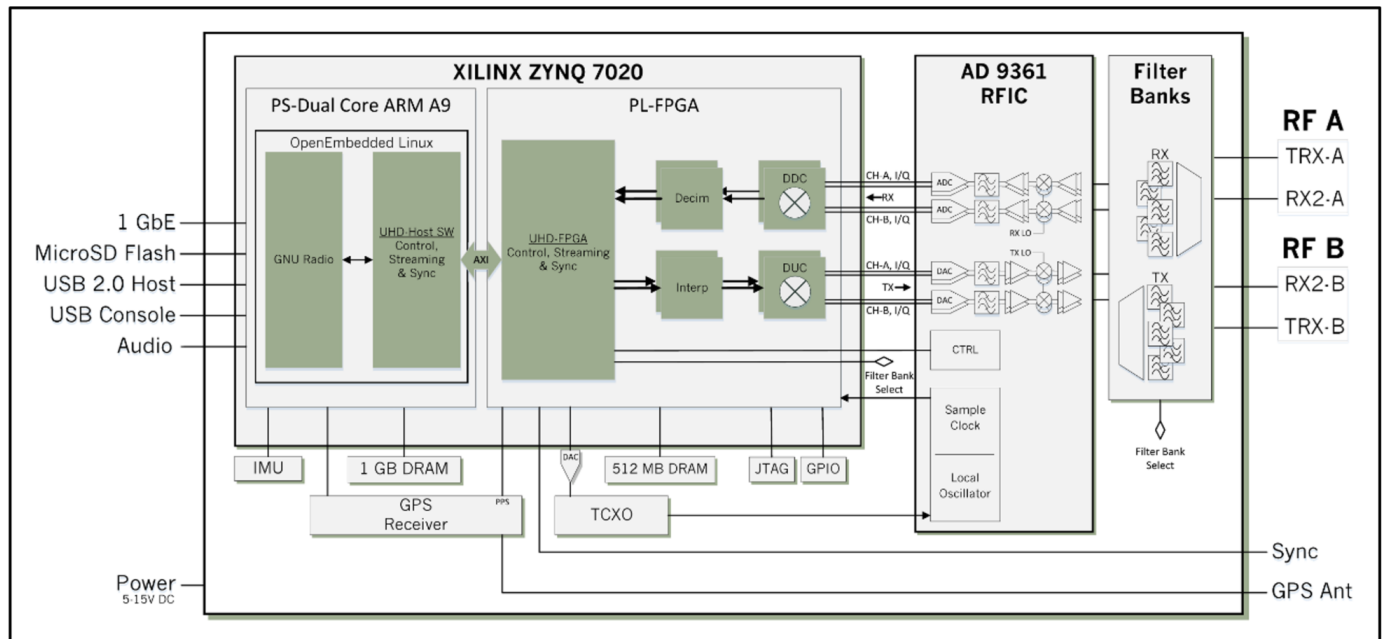 XILINX ZYNQ 7020
PS-Dual Core ARM A9
OpenEmbedded Linux
GNU Radio
UHD-Host SW
Control,
Streaming
& Sync
AXI
PL-FPGA
UHD-FPGA
Control, Streaming
& Sync
Decim
DDC
Interp
DUC
CH-A, I/Q
RX
CH-B, I/Q
CH-A, I/Q
TX
CH-B, I/Q
Filter Bank
Select
AD 9361
RFIC
ADC
ADC
RX LO
TX LO
DAC
DAC
CTRL
Sample
Clock
Local
Oscillator
Filter
Banks
RX
TX
Filter Bank
Select
RF A
TRX-A
RX2-A
RF B
RX2-B
TRX-B
1 GbE
MicroSD Flash
USB 2.0 Host
USB Console
Audio
IMU
1 GB DRAM
DAC
512 MB DRAM
JTAG
GPIO
GPS
Receiver
PPS
TCXO
Sync
GPS Ant
Power
5-15V DC